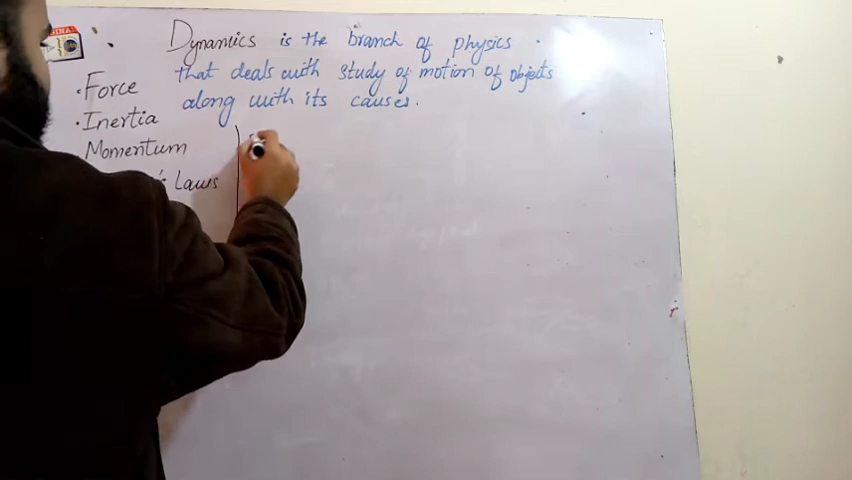 Dynamics is the branch of physics .
that deals with study of motion of objects
along with its causes.
· Force
· Inertia
Momentum
Laws